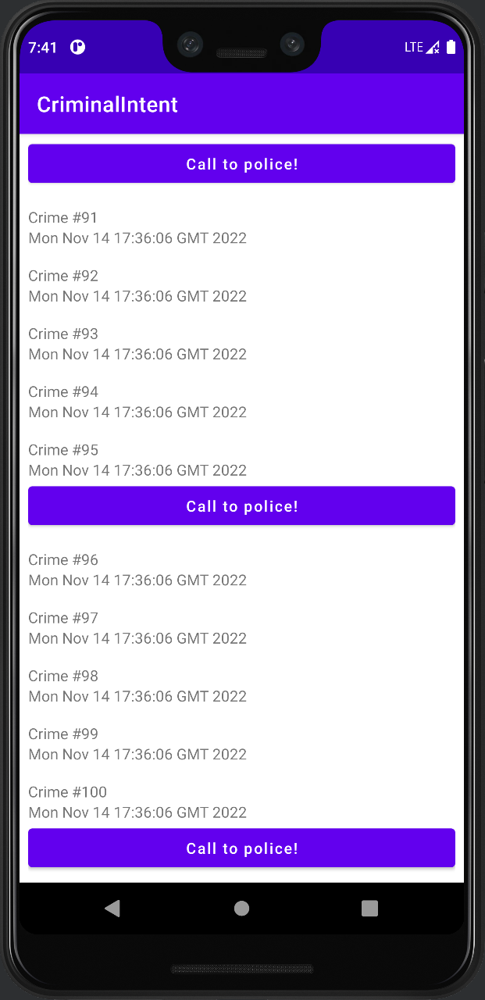 7:41 LTE
CriminalIntent
Call to police!
Crime #91
Mon Nov 14 17:36:06 GMT 2022
Crime #92
Mon Nov 14 17:36:06 GMT 2022
Crime #93
Mon Nov 14 17:36:06 GMT 2022
Crime #94
Mon Nov 14 17:36:06 GMT 2022
Crime #95
Mon Nov 14 17:36:06 GMT 2022
Call to police!
Crime #96
Mon Nov 14 17:36:06 GMT 2022
Crime #97
Mon Nov 14 17:36:06 GMT 2022
Crime #98
Mon Nov 14 17:36:06 GMT 2022
Crime #99
Mon Nov 14 17:36:06 GMT 2022
Crime #100
Mon Nov 14 17:36:06 GMT 2022
Call to police!